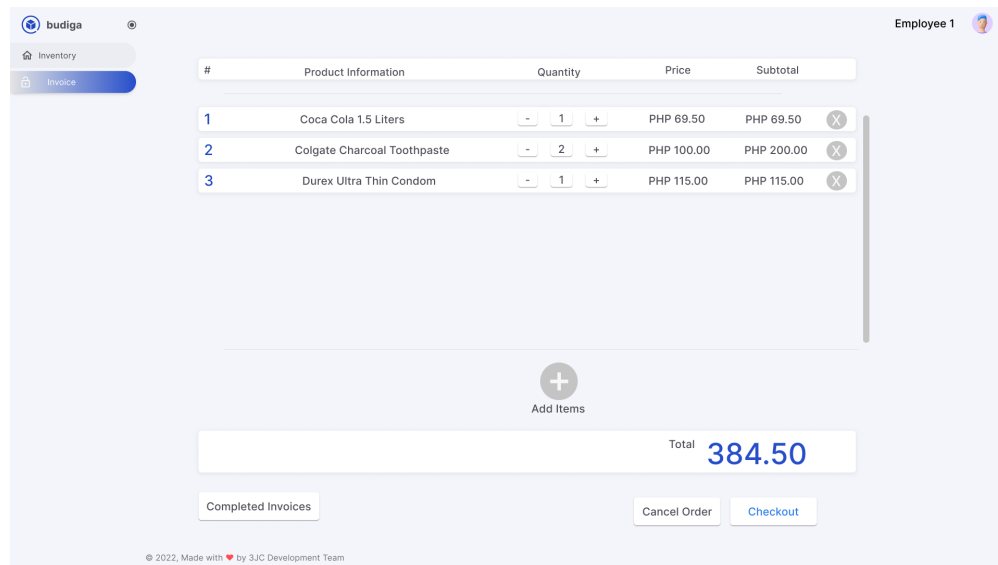 budiga
Employee 1
Inventory
Invoice
# Product Information Quantity Price Subtotal
1 Coca Cola 1.5 Liters - 1 + PHP 69.50 PHP 69.50 X
2 Colgate Charcoal Toothpaste - 2 + PHP 100.00 PHP 200.00 X
3 Durex Ultra Thin Condom - 1 + PHP 115.00 PHP 115.00 X
+
Add Items
Total 384.50
Completed Invoices
Cancel Order Checkout
© 2022, Made with ❤ by 3JC Development Team